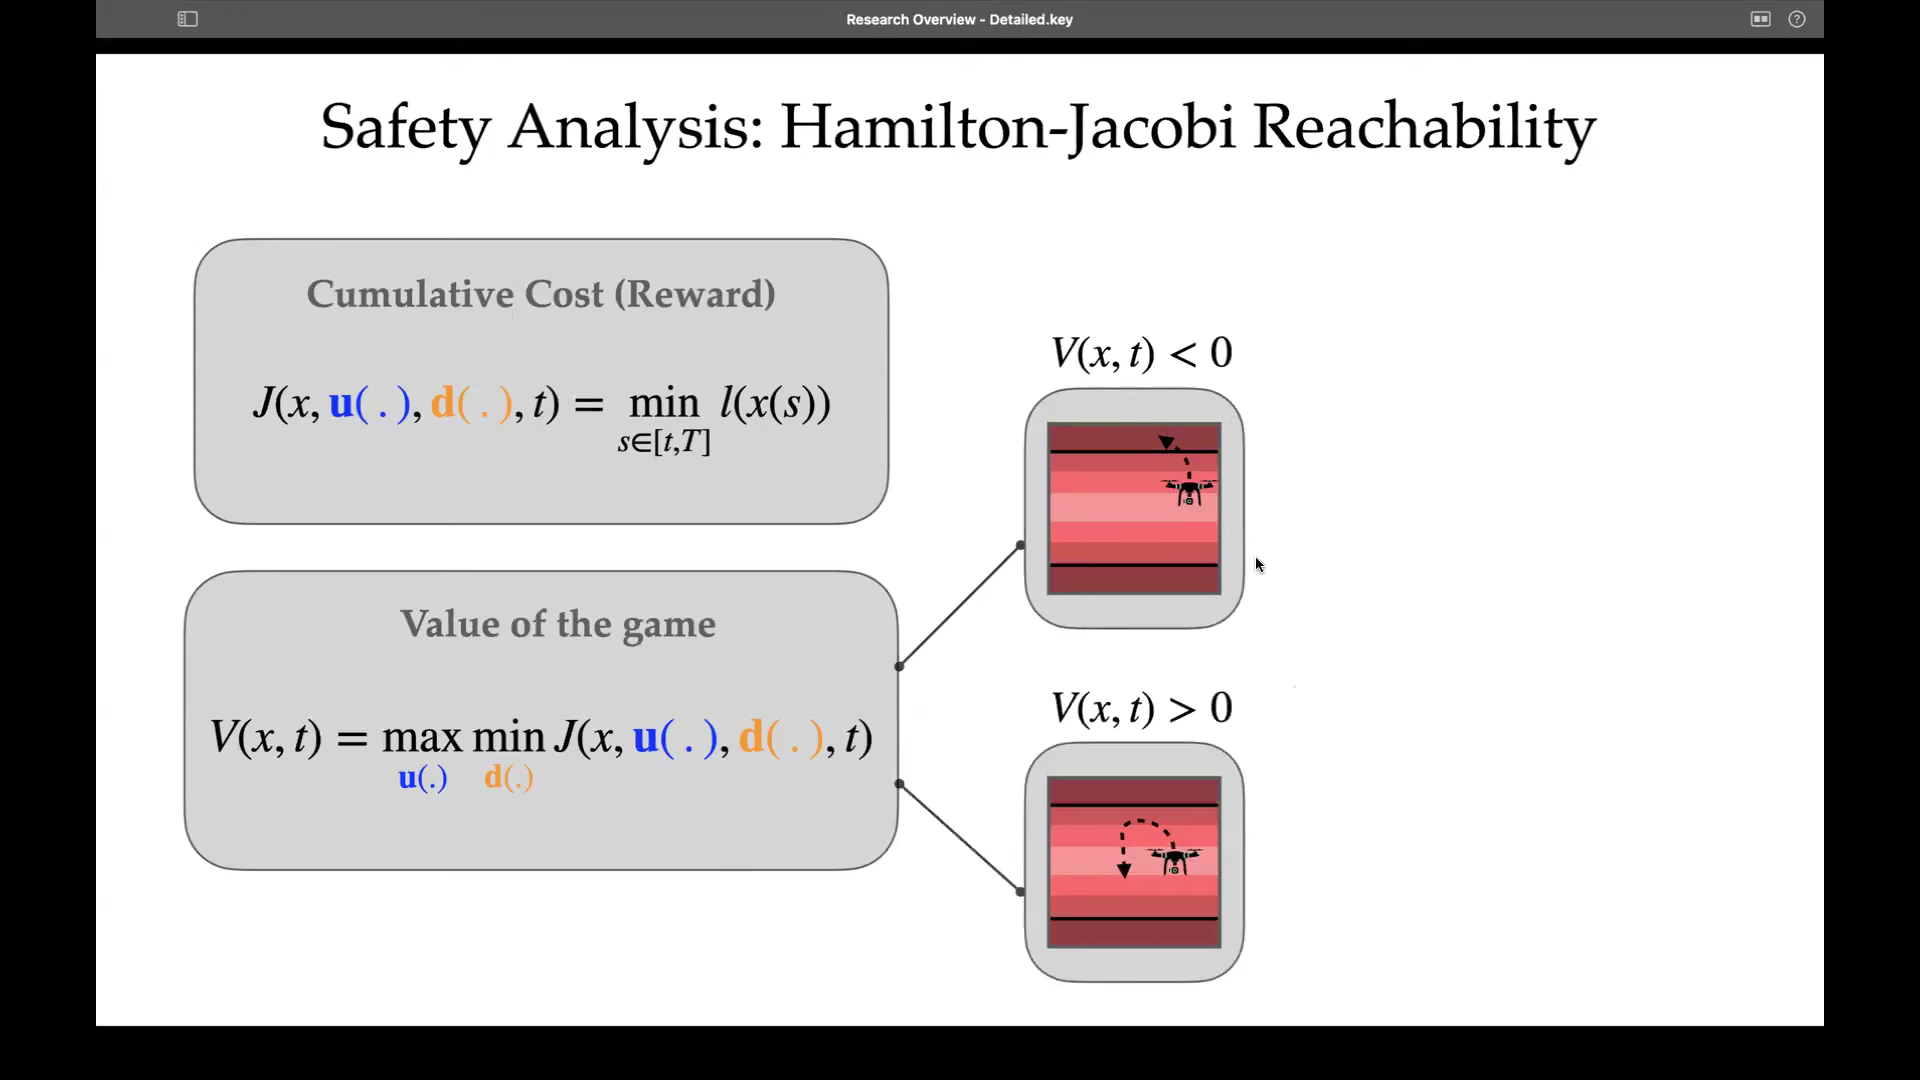 Research Overview - Detailed.key
Safety Analysis: Hamilton-Jacobi Reachability
Cumulative Cost (Reward)
J(x, u( . ), d( . ), t) = min l(x(s))
s∈[t,T]
Value of the game
V(x, t) = max min J(x, u( . ), d( . ), t)
u(.) d(.)
V(x, t) < 0
V(x, t) > 0